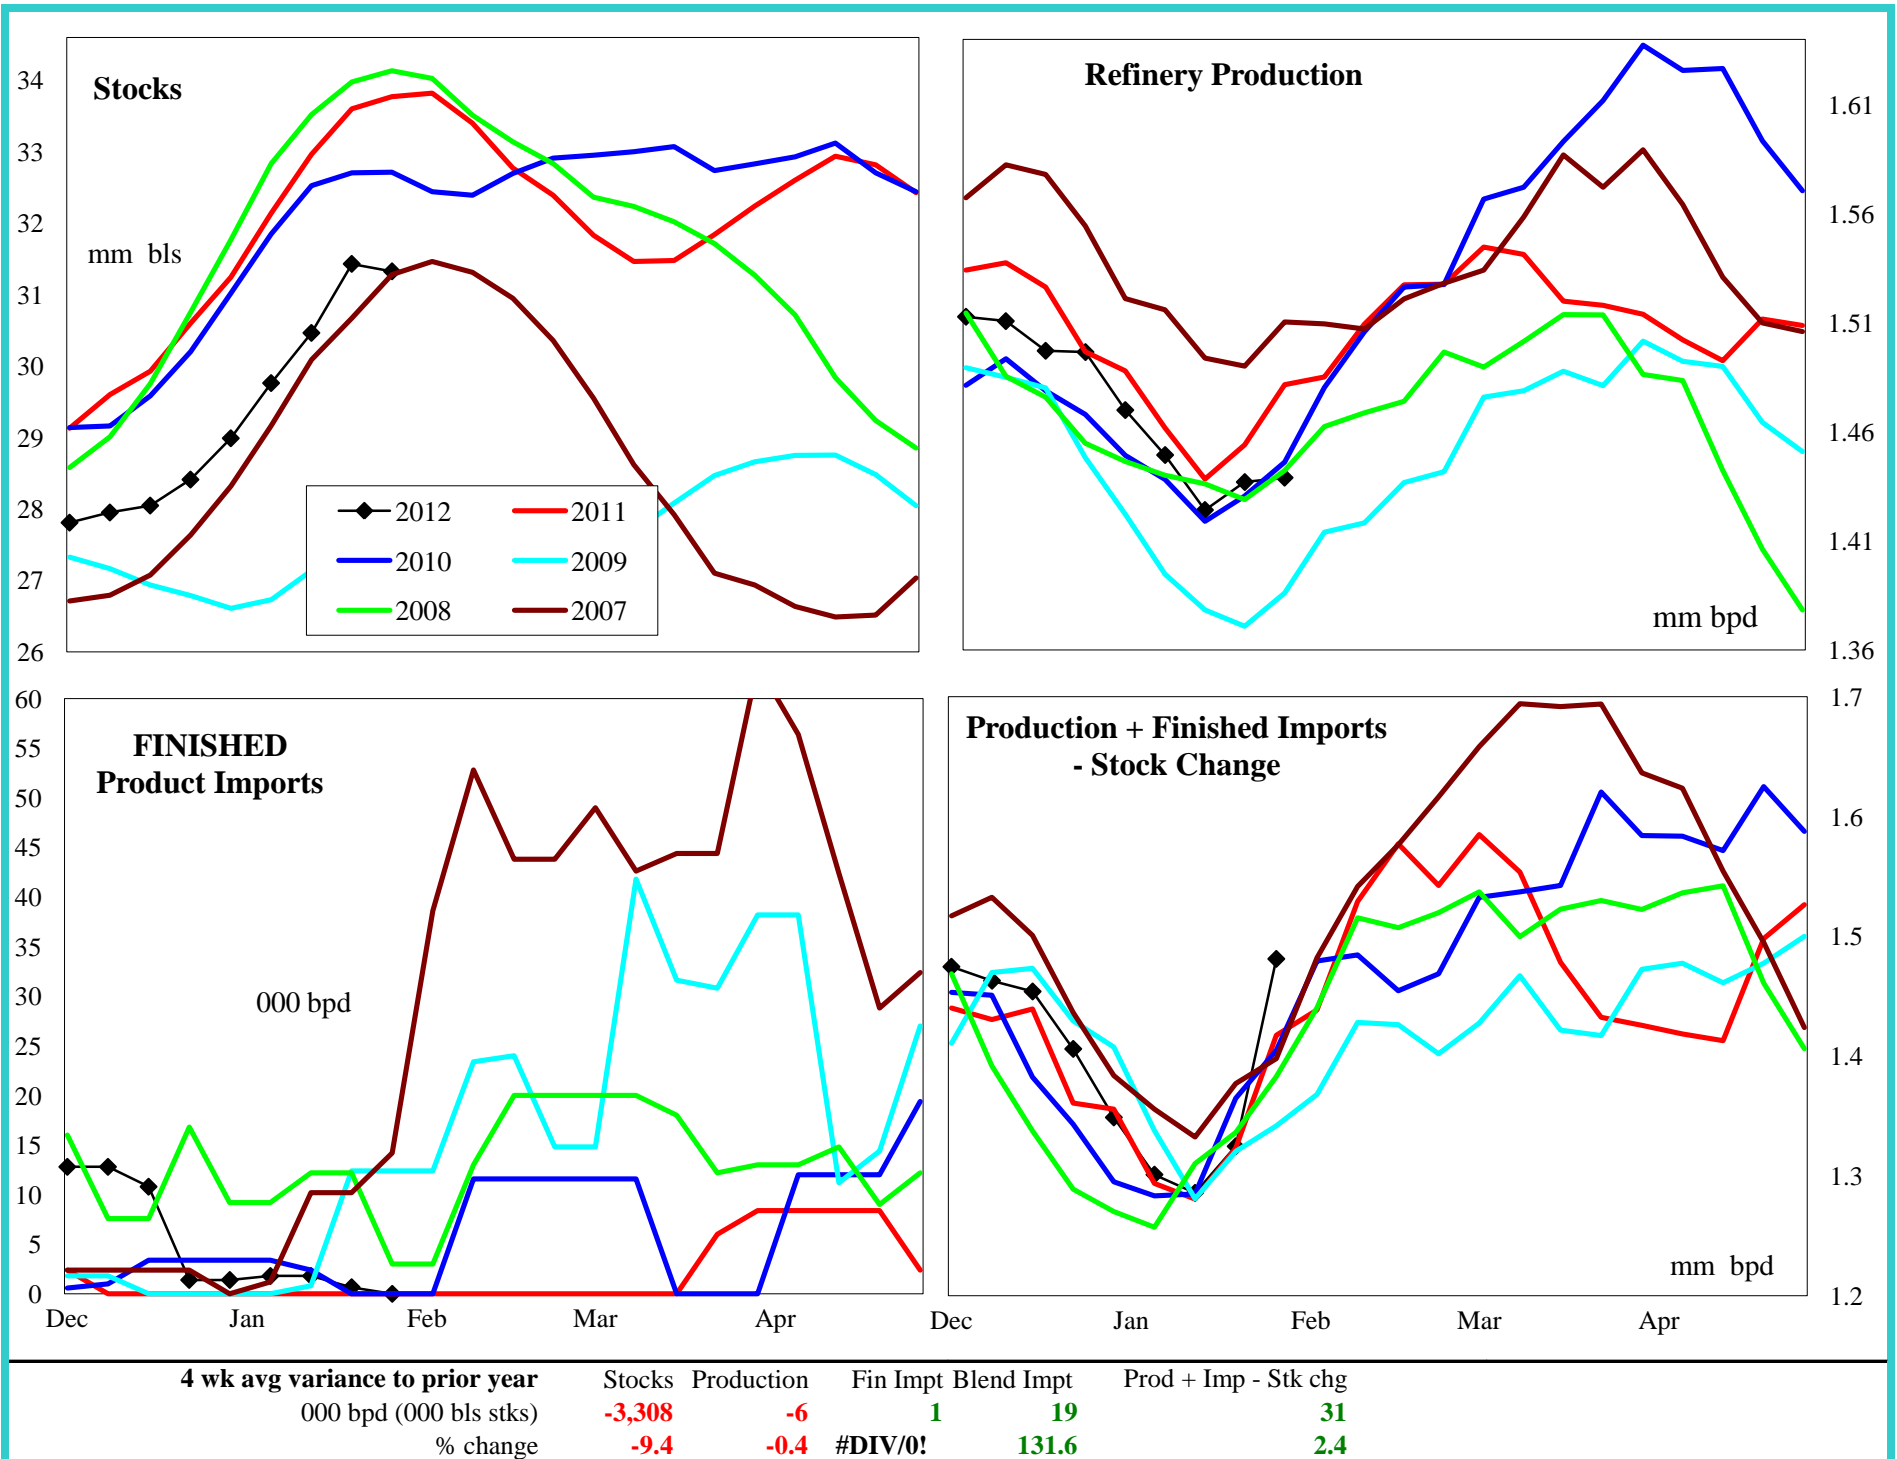 Stocks
mm bls
34
33
32
31
30
29
28
27
26
2012
2011
2010
2009
2008
2007
Refinery Production
mm bpd
1.61
1.56
1.51
1.46
1.41
1.36
FINISHED
Product Imports
000 bpd
60
55
50
45
40
35
30
25
20
15
10
5
0
Dec Jan Feb Mar Apr
Production + Finished Imports
- Stock Change
mm bpd
1.7
1.6
1.5
1.4
1.3
1.2
Dec Jan Feb Mar Apr
4 wk avg variance to prior year Stocks Production Fin Impt Blend Impt Prod + Imp - Stk chg
000 bpd (000 bls stks) -3,308 -6 1 19 31
% change -9.4 -0.4 #DIV/0! 131.6 2.4